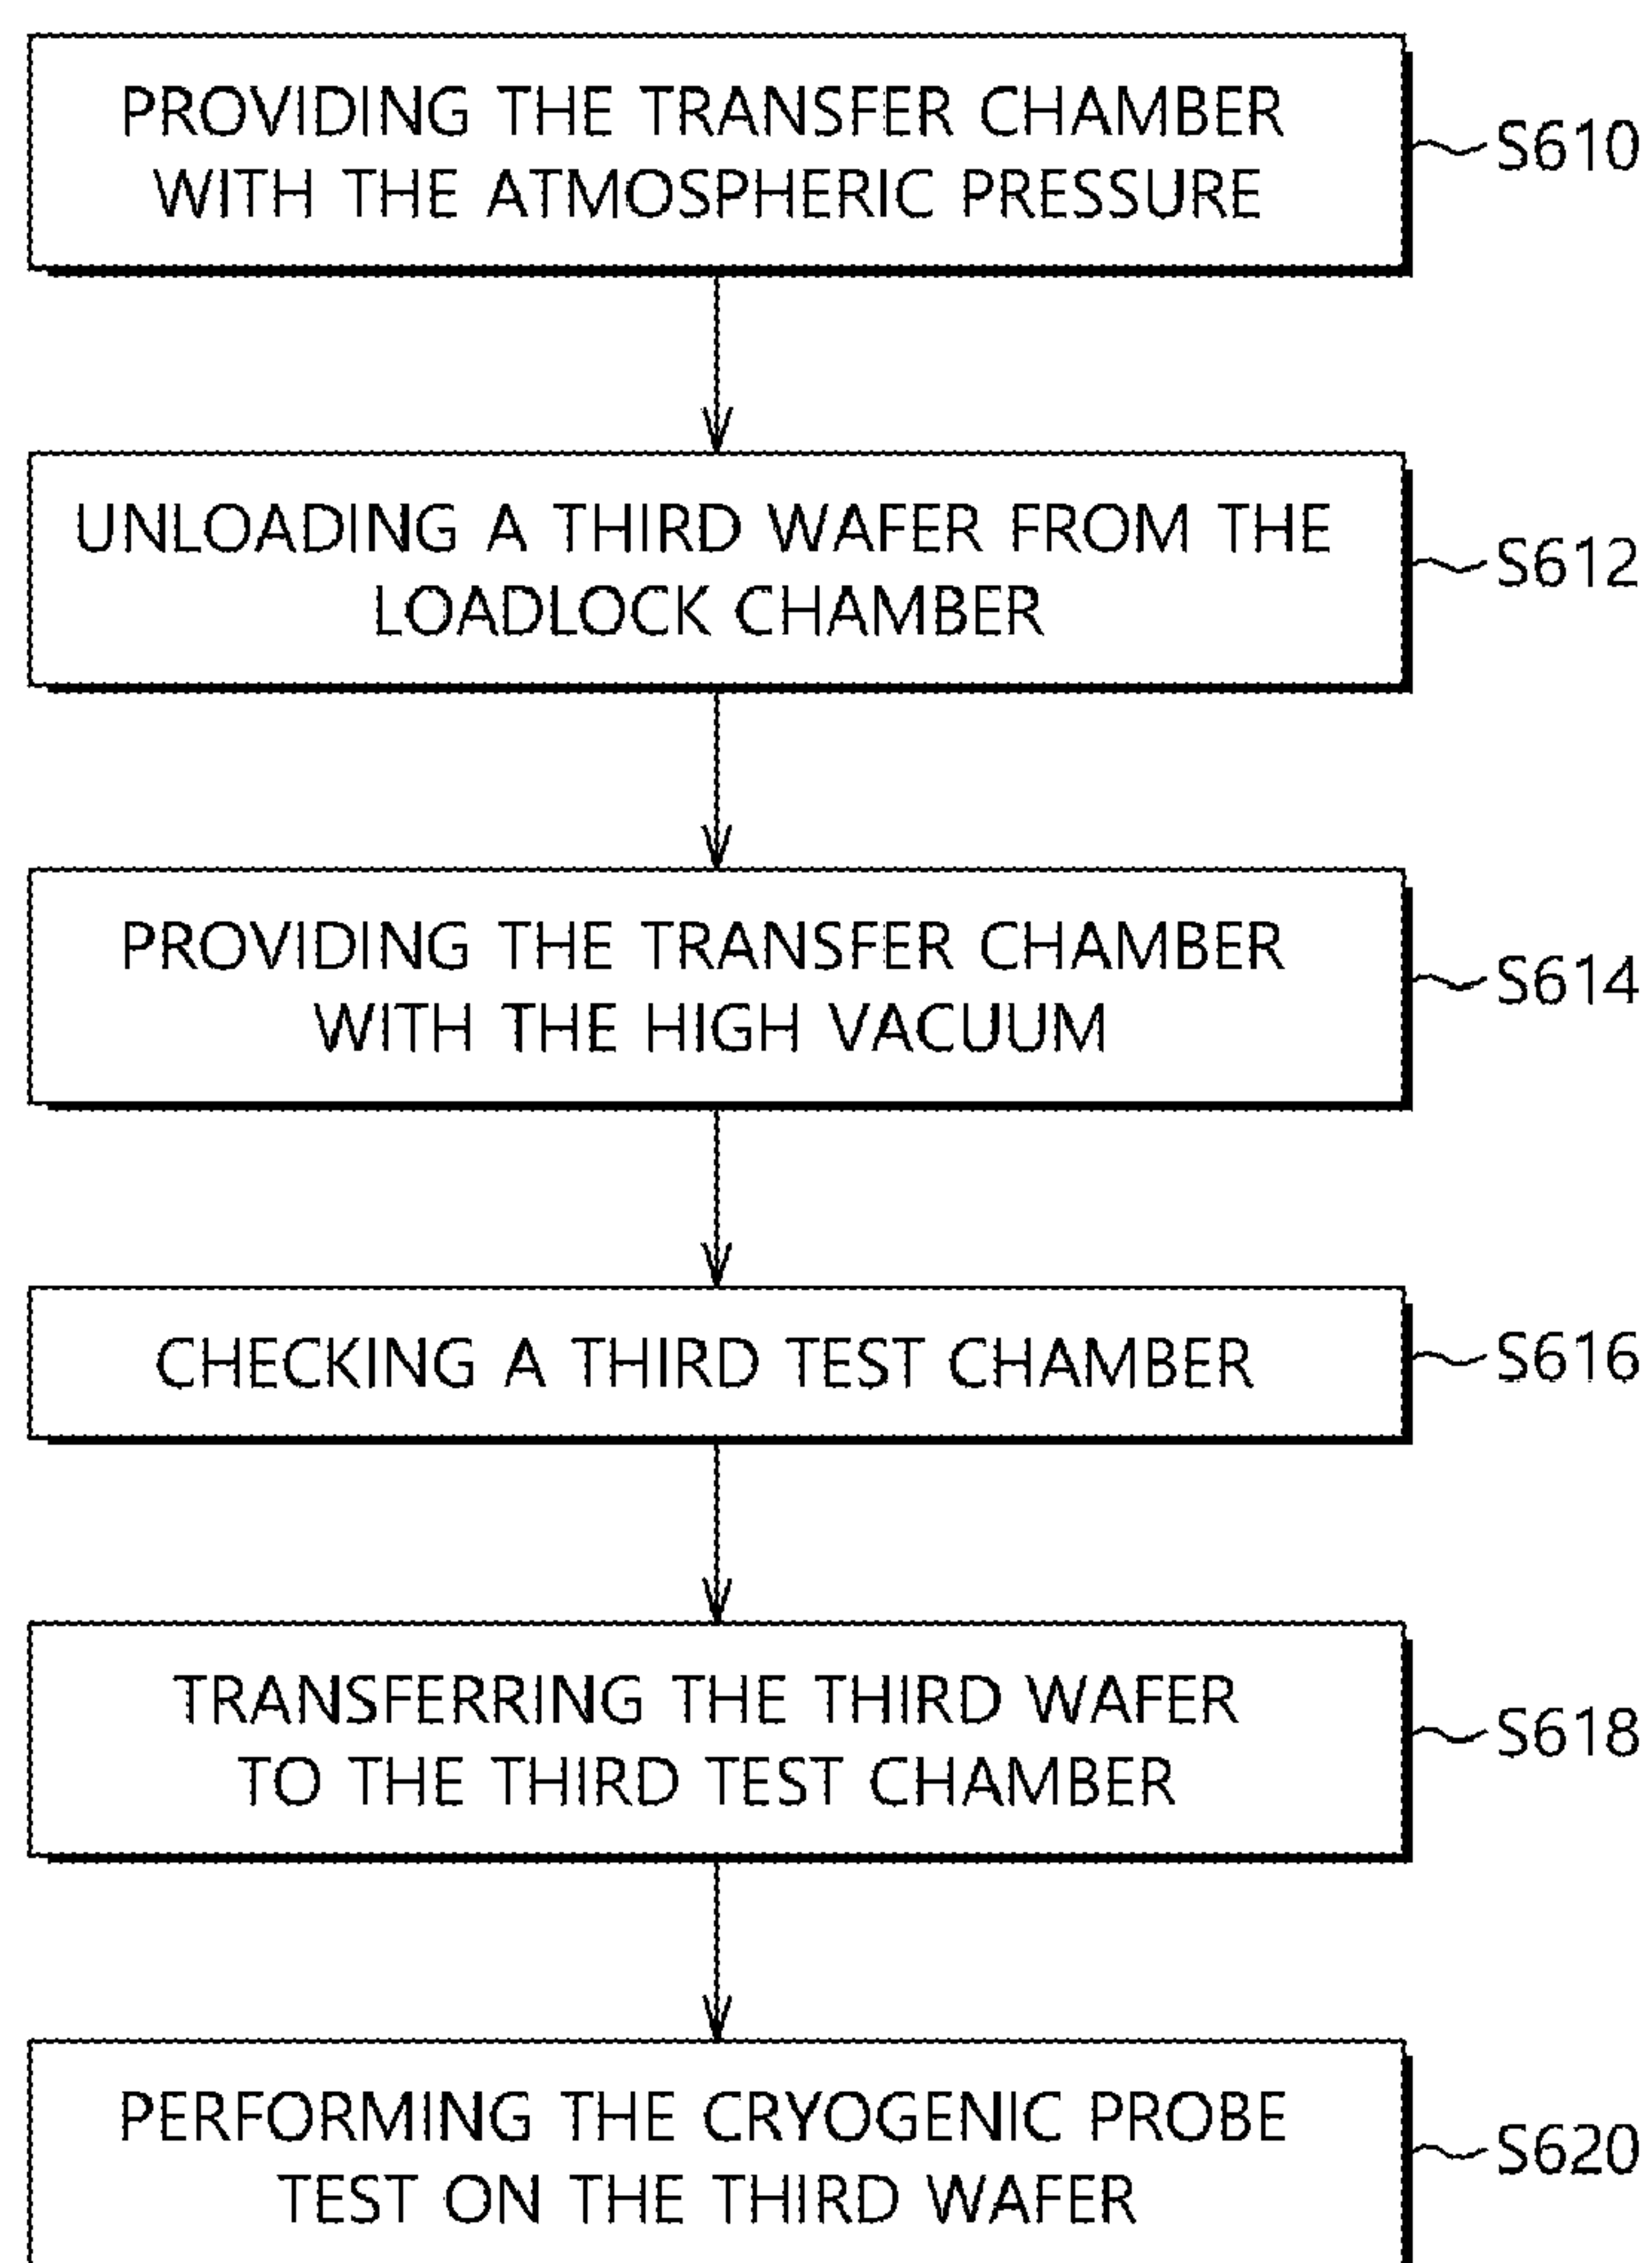 PROVIDING THE TRANSFER CHAMBER
WITH THE ATMOSPHERIC PRESSURE
S610
UNLOADING A THIRD WAFER FROM THE
LOADLOCK CHAMBER
S612
PROVIDING THE TRANSFER CHAMBER
WITH THE HIGH VACUUM
S614
CHECKING A THIRD TEST CHAMBER
S616
TRANSFERRING THE THIRD WAFER
TO THE THIRD TEST CHAMBER
S618
PERFORMING THE CRYOGENIC PROBE
TEST ON THE THIRD WAFER
S620